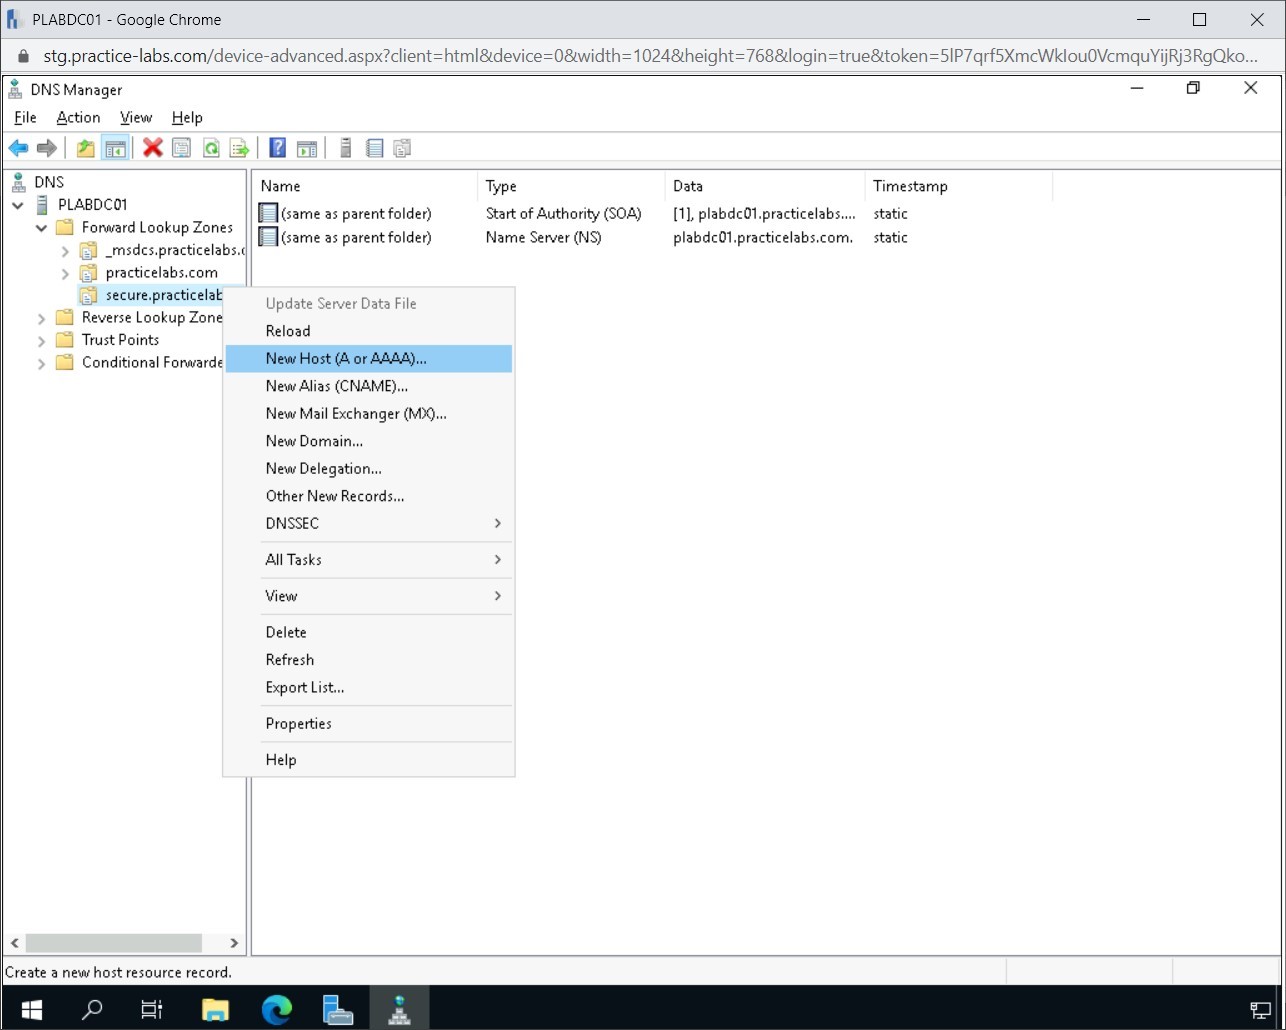 PLABDC01 - Google Chrome
stg.practice-labs.com/device-advanced.aspx?client=html&device=0&width=1024&height=768&login=true&token=5lP7qrf5XmcWkIou0VcmquYijRj3RgQko...
DNS Manager
File Action View Help
DNS
PLABDC01
Forward Lookup Zones
_msdcs.practicelabs.c
practicelabs.com
secure.practicelab
Reverse Lookup Zone
Trust Points
Conditional Forwarde
Name Type Data Timestamp
(same as parent folder) Start of Authority (SOA) [1], plabdc01.practicelabs.... static
(same as parent folder) Name Server (NS) plabdc01.practicelabs.com. static
Update Server Data File
Reload
New Host (A or AAAA)...
New Alias (CNAME)...
New Mail Exchanger (MX)...
New Domain...
New Delegation...
Other New Records...
DNSSEC
All Tasks
View
Delete
Refresh
Export List...
Properties
Help
Create a new host resource record.